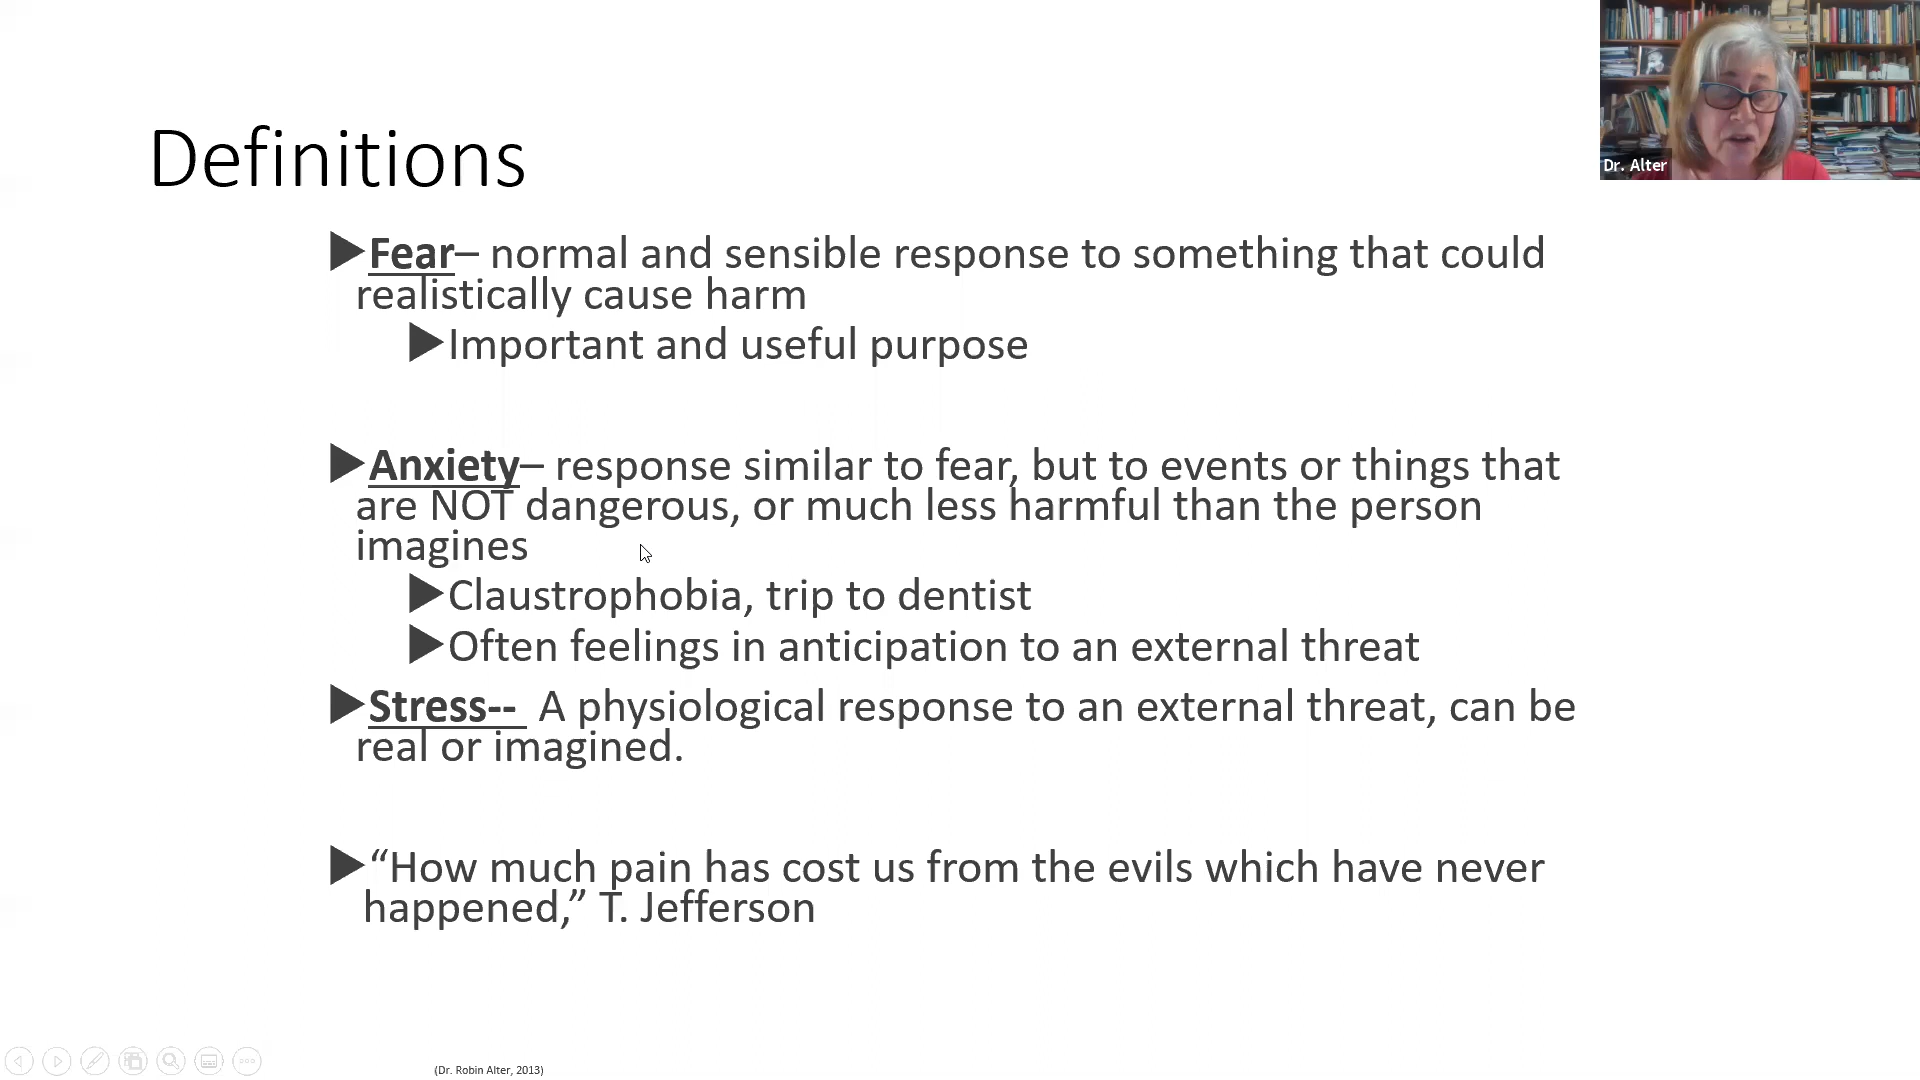 Dr. Alter
Definitions
Fear– normal and sensible response to something that could
realistically cause harm
Important and useful purpose
Anxiety– response similar to fear, but to events or things that
are NOT dangerous, or much less harmful than the person
imagines
Claustrophobia, trip to dentist
Often feelings in anticipation to an external threat
Stress-- A physiological response to an external threat, can be
real or imagined.
“How much pain has cost us from the evils which have never
happened,” T. Jefferson
(Dr. Robin Alter, 2013)